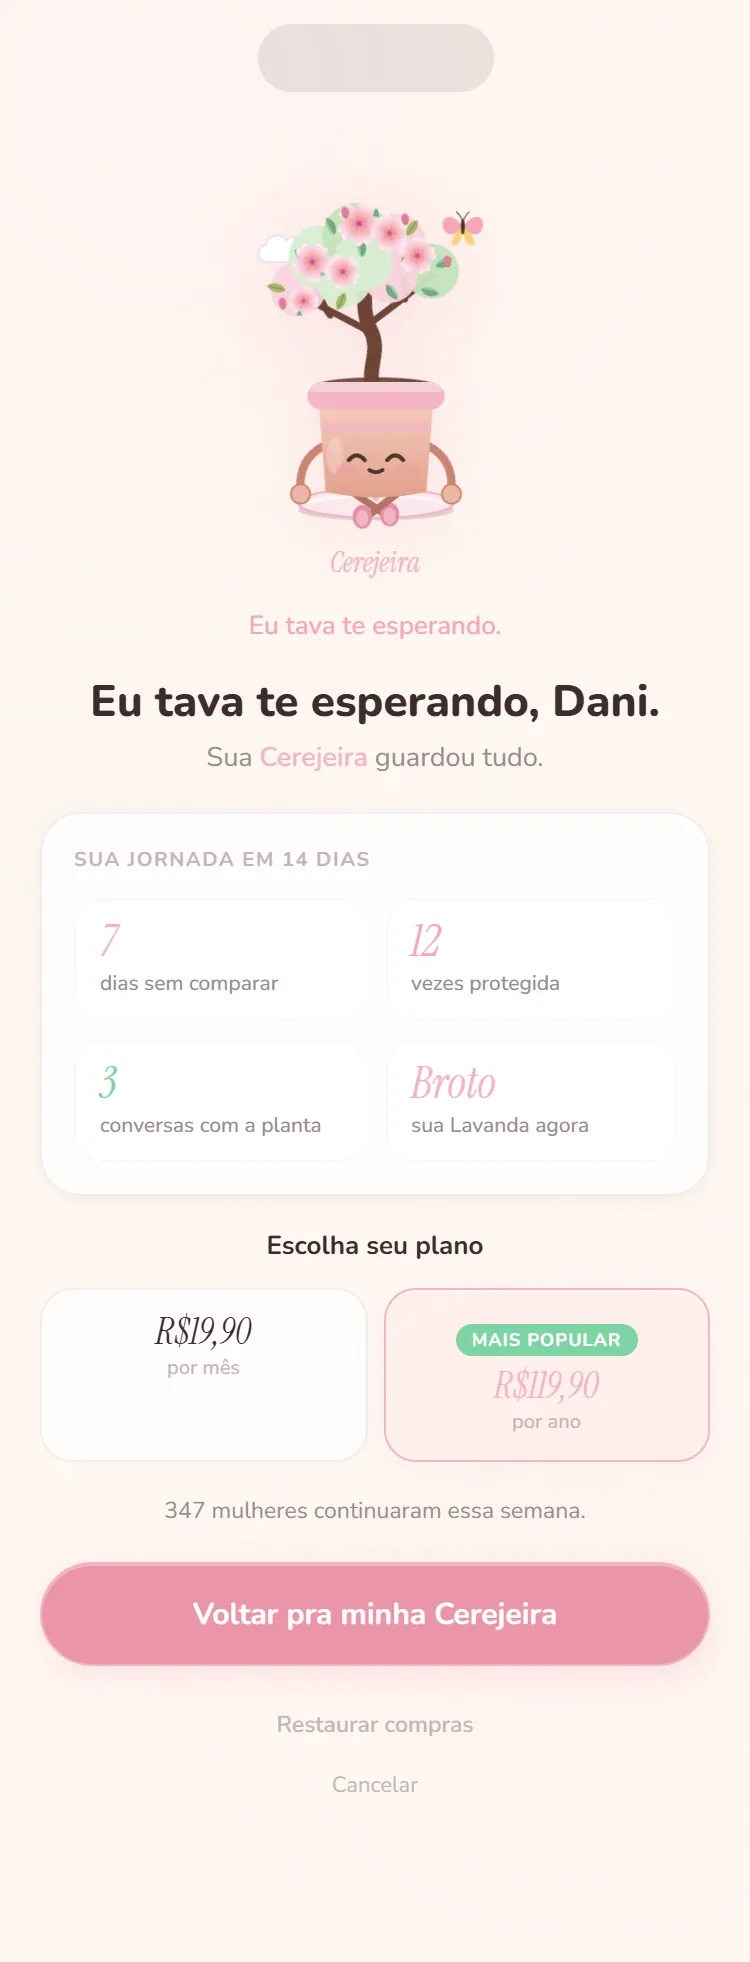 Cerejeira
Eu tava te esperando.
Eu tava te esperando, Dani.
Sua Cerejeira guardou tudo.
SUA JORNADA EM 14 DIAS
7
dias sem comparar
12
vezes protegida
3
conversas com a planta
Broto
sua Lavanda agora
Escolha seu plano
R$19,90
por mês
MAIS POPULAR
R$119,90
por ano
347 mulheres continuaram essa semana.
Voltar pra minha Cerejeira
Restaurar compras
Cancelar